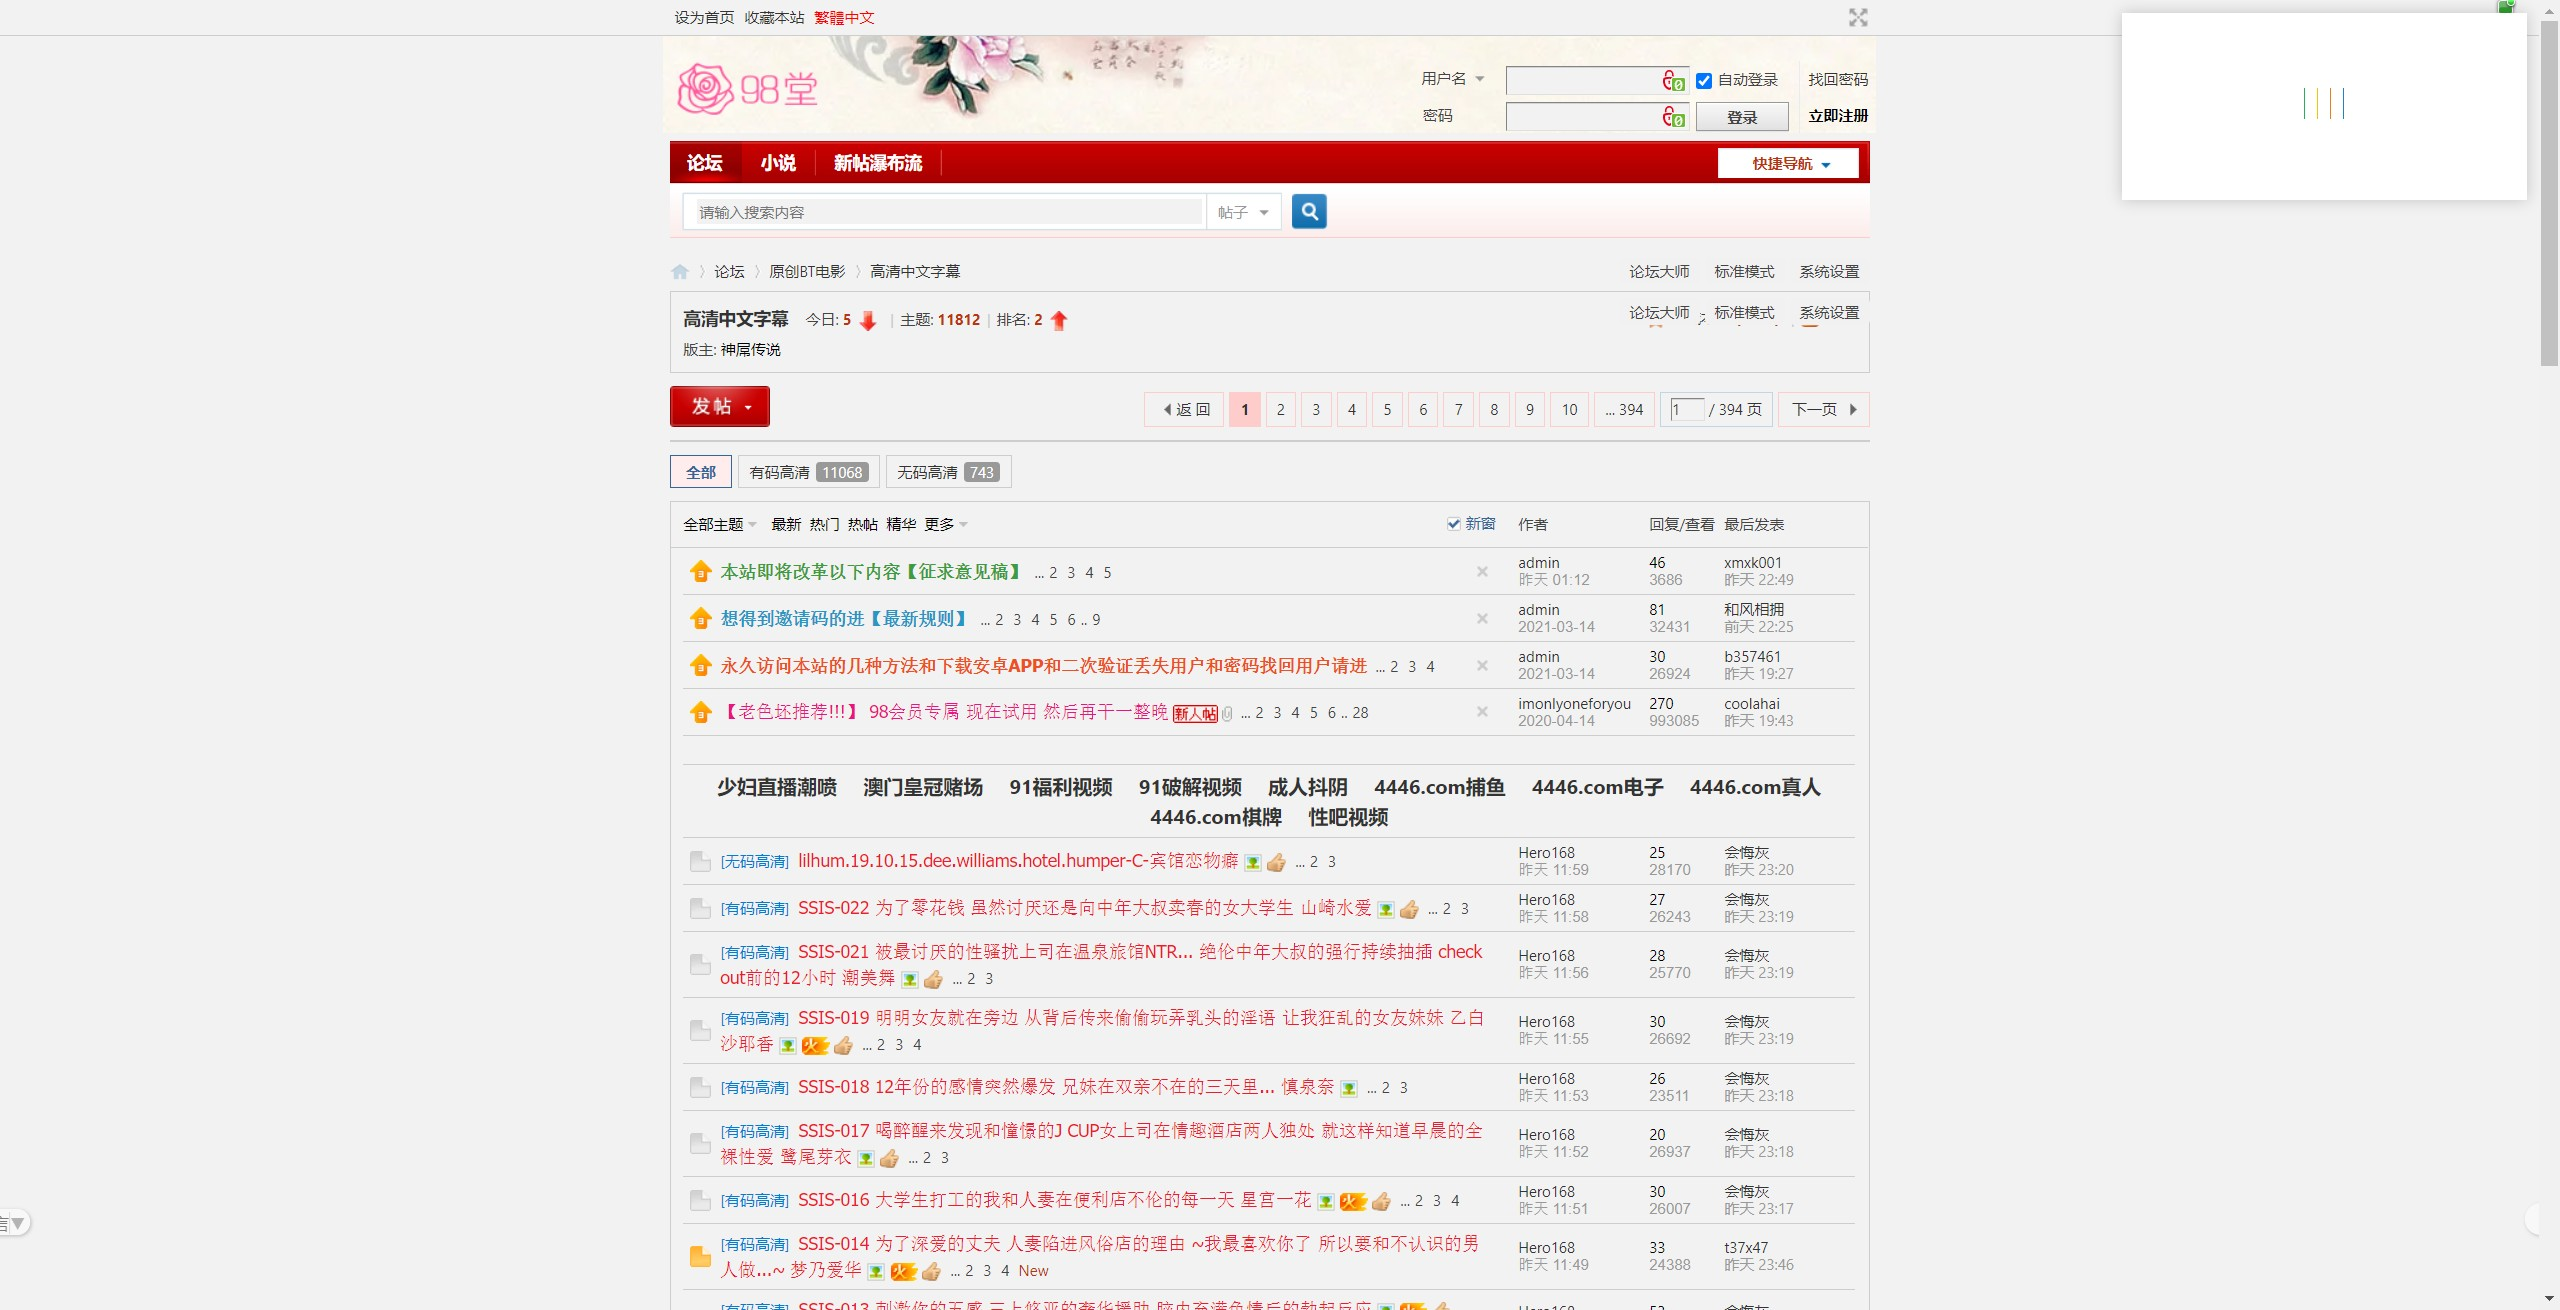 设为首页 收藏本站 繁體中文
98堂
用户名
自动登录 找回密码
密码 登录 立即注册
论坛 小说 新帖瀑布流 快捷导航
请输入搜索内容 帖子
论坛 原创BT电影 高清中文字幕 论坛大师 标准模式 系统设置
高清中文字幕 今日: 5 | 主题: 11812 | 排名: 2 论坛大师 标准模式 系统设置
版主: 神屌传说
发帖 返 回 1 2 3 4 5 6 7 8 9 10 ... 394 1 / 394 页 下一页
全部 有码高清 11068 无码高清 743
全部主题 最新 热门 热帖 精华 更多 新窗 作者 回复/查看 最后发表
本站即将改革以下内容【征求意见稿】 ... 2 3 4 5 admin 46 xmxk001
昨天 01:12 3686 昨天 22:49
想得到邀请码的进【最新规则】 ... 2 3 4 5 6 .. 9 admin 81 和风相拥
2021-03-14 32431 前天 22:25
永久访问本站的几种方法和下载安卓APP和二次验证丢失用户和密码找回用户请进 ... 2 3 4 admin 30 b357461
2021-03-14 26924 昨天 19:27
【老色坯推荐!!!】 98会员专属 现在试用 然后再干一整晚 新人帖 ... 2 3 4 5 6 .. 28 imonlyoneforyou 270 coolahai
2020-04-14 993085 昨天 19:43
少妇直播潮喷 澳门皇冠赌场 91福利视频 91破解视频 成人抖阴 4446.com捕鱼 4446.com电子 4446.com真人
4446.com棋牌 性吧视频
[无码高清] lilhum.19.10.15.dee.williams.hotel.humper-C-宾馆恋物癖 ... 2 3 Hero168 25 会悔灰
昨天 11:59 28170 昨天 23:20
[有码高清] SSIS-022 为了零花钱 虽然讨厌还是向中年大叔卖春的女大学生 山崎水爱 ... 2 3 Hero168 27 会悔灰
昨天 11:58 26243 昨天 23:19
[有码高清] SSIS-021 被最讨厌的性骚扰上司在温泉旅馆NTR... 绝伦中年大叔的强行持续抽插 check
out前的12小时 潮美舞 ... 2 3 Hero168 28 会悔灰
昨天 11:56 25770 昨天 23:19
[有码高清] SSIS-019 明明女友就在旁边 从背后传来偷偷玩弄乳头的淫语 让我狂乱的女友妹妹 乙白
沙耶香 火 ... 2 3 4 Hero168 30 会悔灰
昨天 11:55 26692 昨天 23:19
[有码高清] SSIS-018 12年份的感情突然爆发 兄妹在双亲不在的三天里... 慎泉奈 ... 2 3 Hero168 26 会悔灰
昨天 11:53 23511 昨天 23:18
[有码高清] SSIS-017 喝醉醒来发现和憧憬的J CUP女上司在情趣酒店两人独处 就这样知道早晨的全
裸性爱 鹭尾芽衣 ... 2 3 Hero168 20 会悔灰
昨天 11:52 26937 昨天 23:18
[有码高清] SSIS-016 大学生打工的我和人妻在便利店不伦的每一天 星宫一花 火 ... 2 3 4 Hero168 30 会悔灰
昨天 11:51 26007 昨天 23:17
[有码高清] SSIS-014 为了深爱的丈夫 人妻陷进风俗店的理由 ~我最喜欢你了 所以要和不认识的男
人做...~ 梦乃爱华 火 ... 2 3 4 New Hero168 33 t37x47
昨天 11:49 24388 昨天 23:46